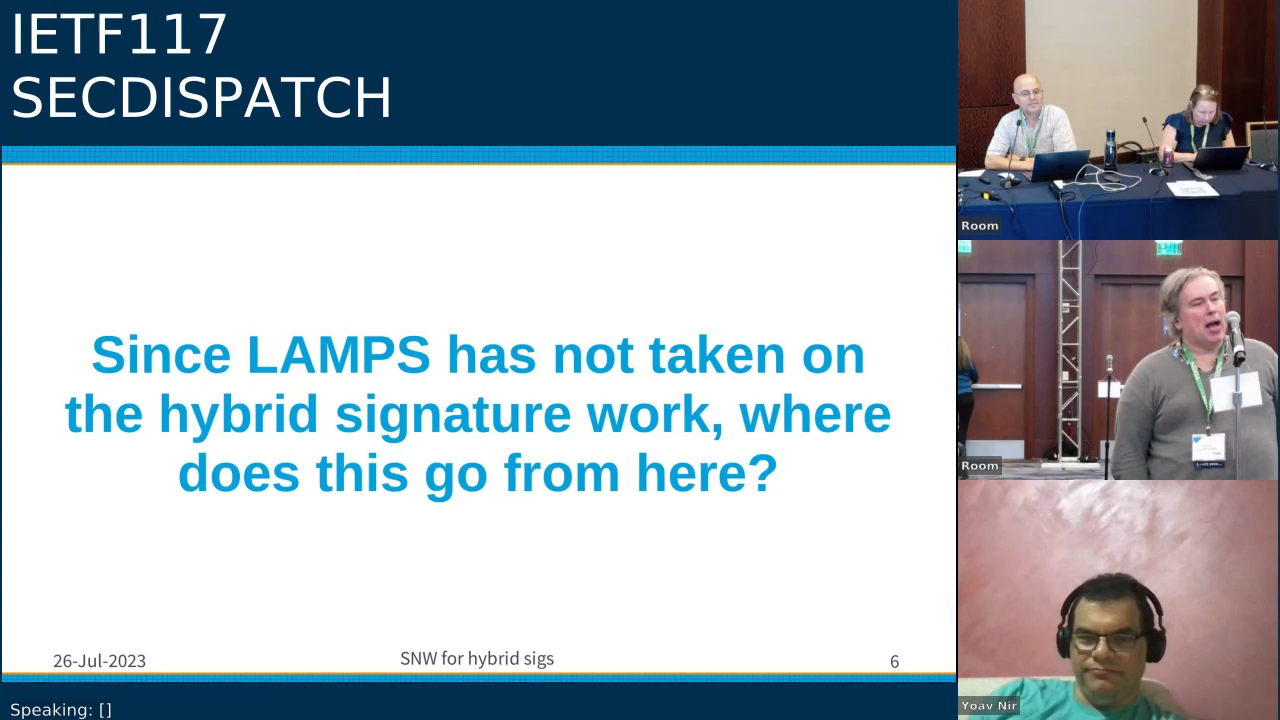 IETF117
SECDISPATCH
Since LAMPS has not taken on
the hybrid signature work, where
does this go from here?
26-Jul-2023
SNW for hybrid sigs
6
Speaking: []
Room
Room
Yoav Nir